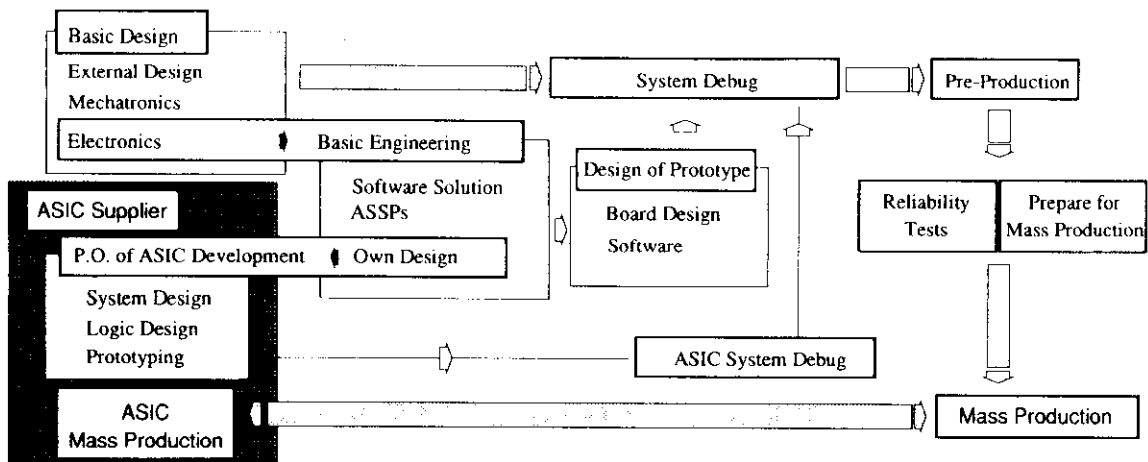 Basic Design
External Design
Mechatronics
Electronics
Basic Engineering
System Debug
Pre-Production
Software Solution
ASSPs
Design of Prototype
Board Design
Software
Reliability
Tests
Prepare for
Mass Production
ASIC Supplier
P.O. of ASIC Development
Own Design
System Design
Logic Design
Prototyping
ASIC System Debug
ASIC
Mass Production
Mass Production